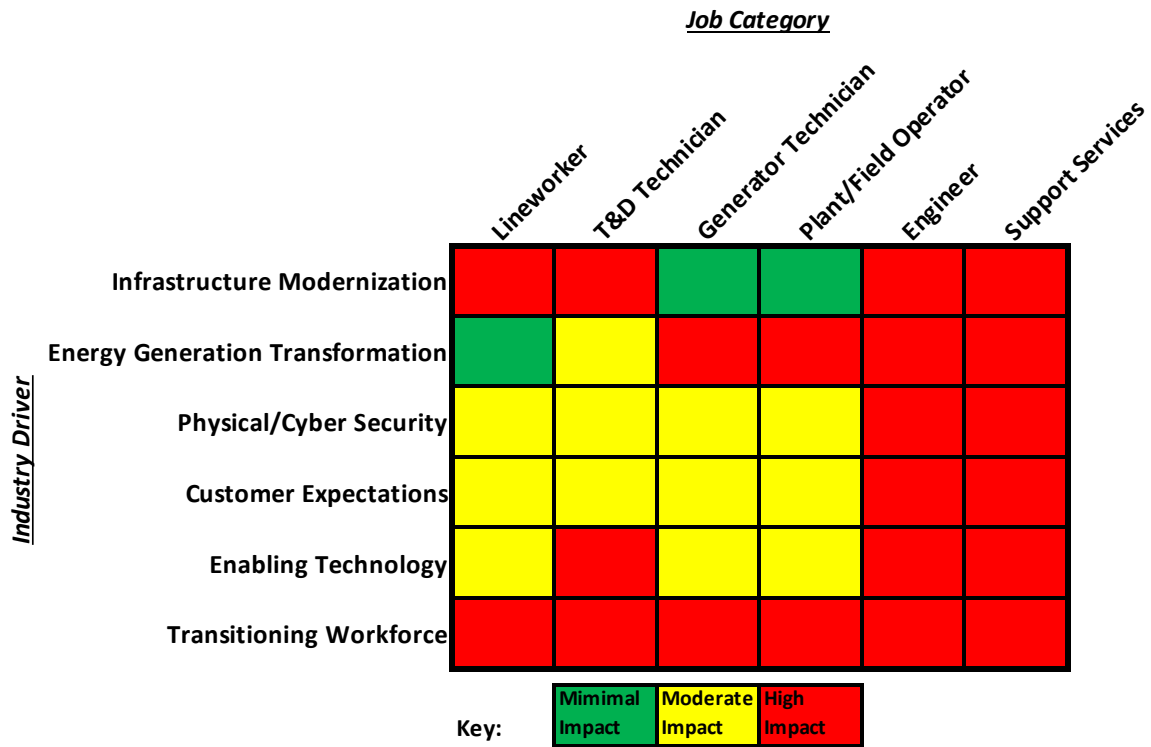 Job Category
Lineworker
T&D Technician
Generator Technician
Plant/Field Operator
Engineer
Support Services
Industry Driver
Infrastructure Modernization
Energy Generation Transformation
Physical/Cyber Security
Customer Expectations
Enabling Technology
Transitioning Workforce
Key:
Mimimal
Impact
Moderate
Impact
High
Impact